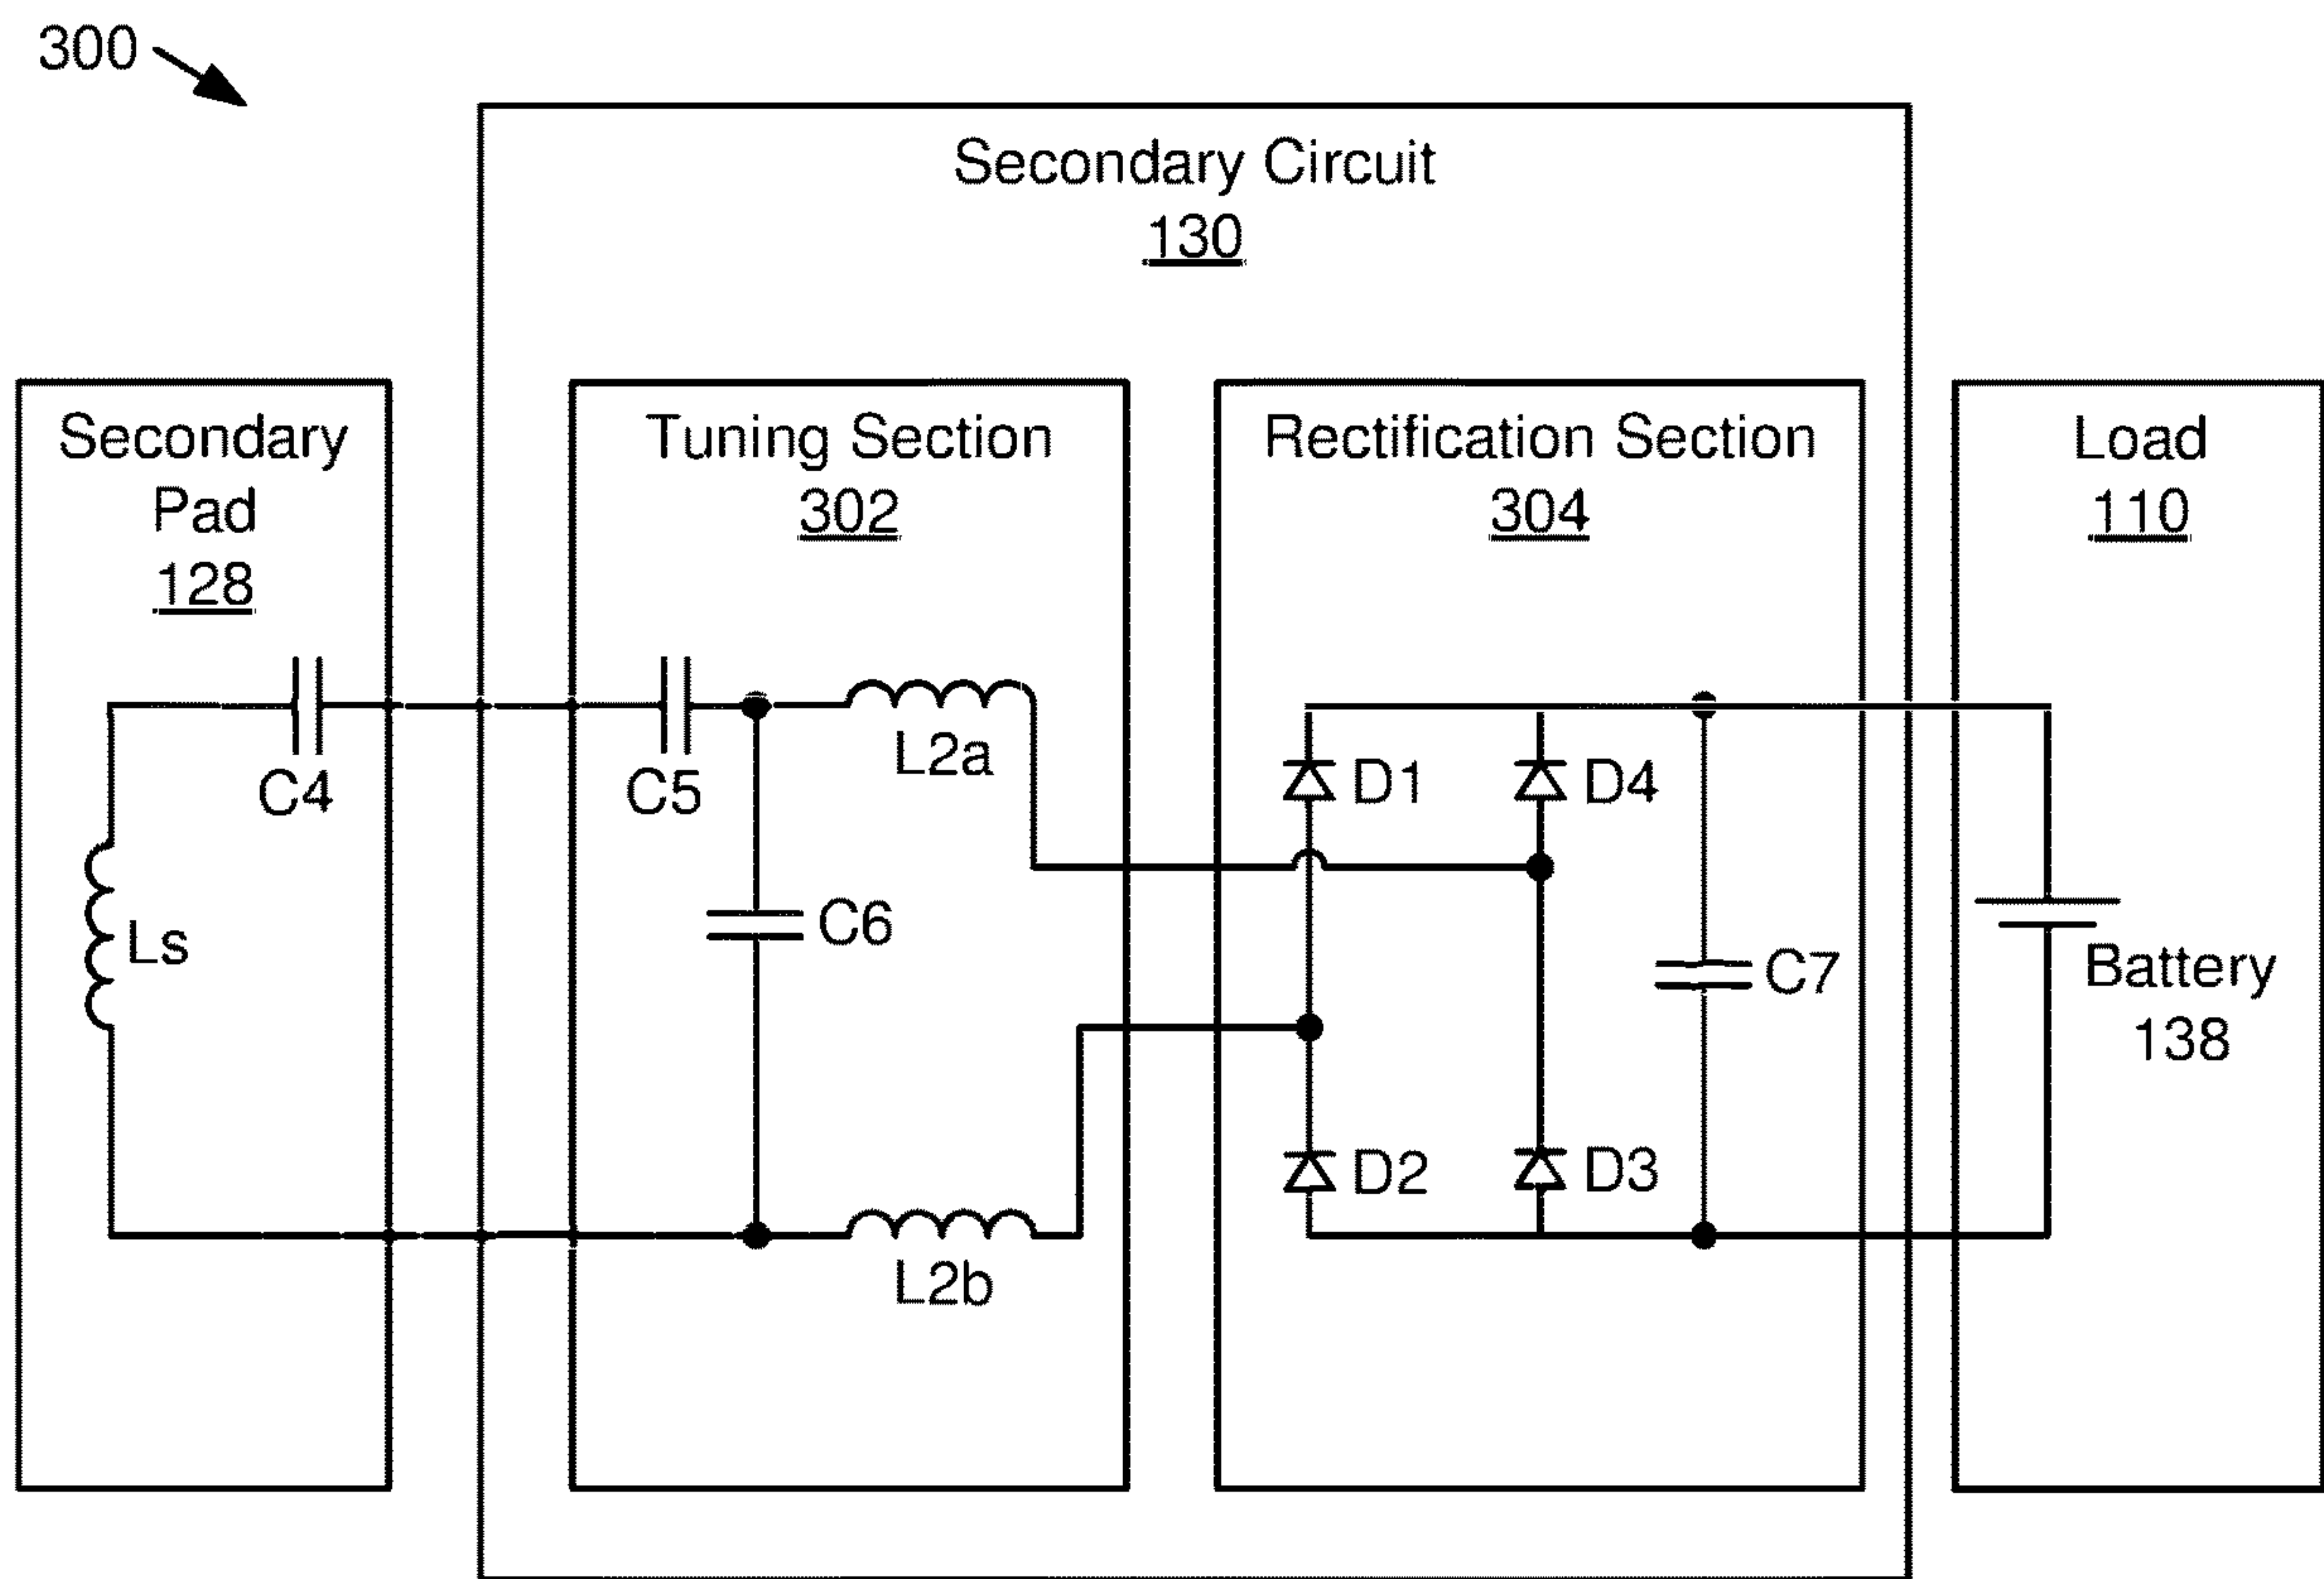 300
Secondary Circuit
130
Secondary
Pad
128
Tuning Section
302
Rectification Section
304
Load
110
C4
C5
L2a
D1
D4
Ls
C6
C7
Battery
138
D2
D3
L2b